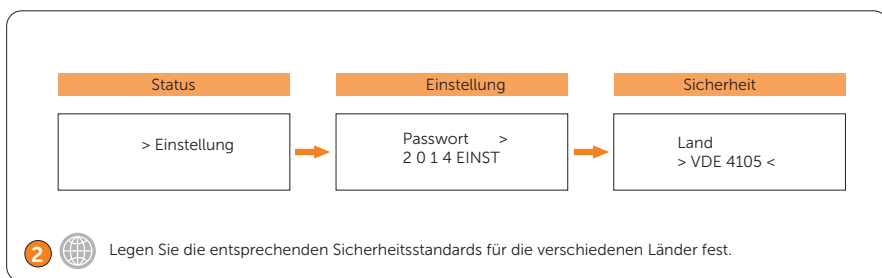 Status
> Einstellung
Einstellung
Passwort >
2 0 1 4 EINST
Sicherheit
Land
> VDE 4105 <
2
Legen Sie die entsprechenden Sicherheitsstandards für die verschiedenen Länder fest.